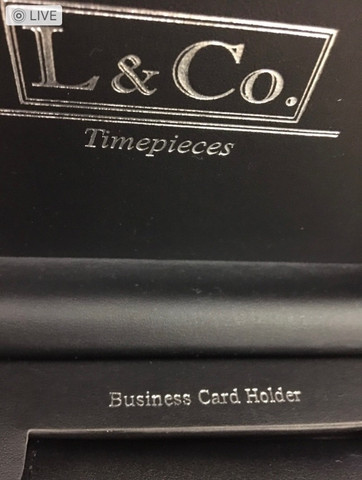 LIVE
L & Co.
Timepieces
Business Card Holder